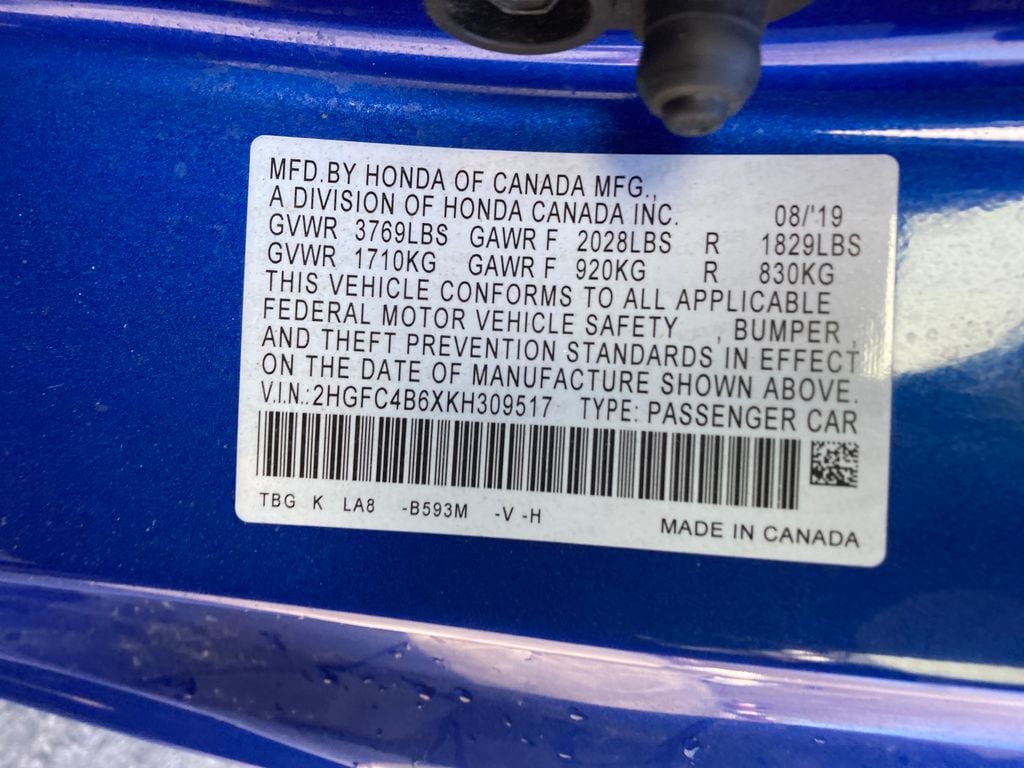 MFD.BY HONDA OF CANADA MFG.,
A DIVISION OF HONDA CANADA INC. 08/'19
GVWR 3769LBS GAWR F 2028LBS R 1829LBS
GVWR 1710KG GAWR F 920KG R 830KG
THIS VEHICLE CONFORMS TO ALL APPLICABLE
FEDERAL MOTOR VEHICLE SAFETY , BUMPER ,
AND THEFT PREVENTION STANDARDS IN EFFECT
ON THE DATE OF MANUFACTURE SHOWN ABOVE.
V.I.N.:2HGFC4B6XKH309517 TYPE: PASSENGER CAR
TBG K LA8 -B593M -V -H
MADE IN CANADA